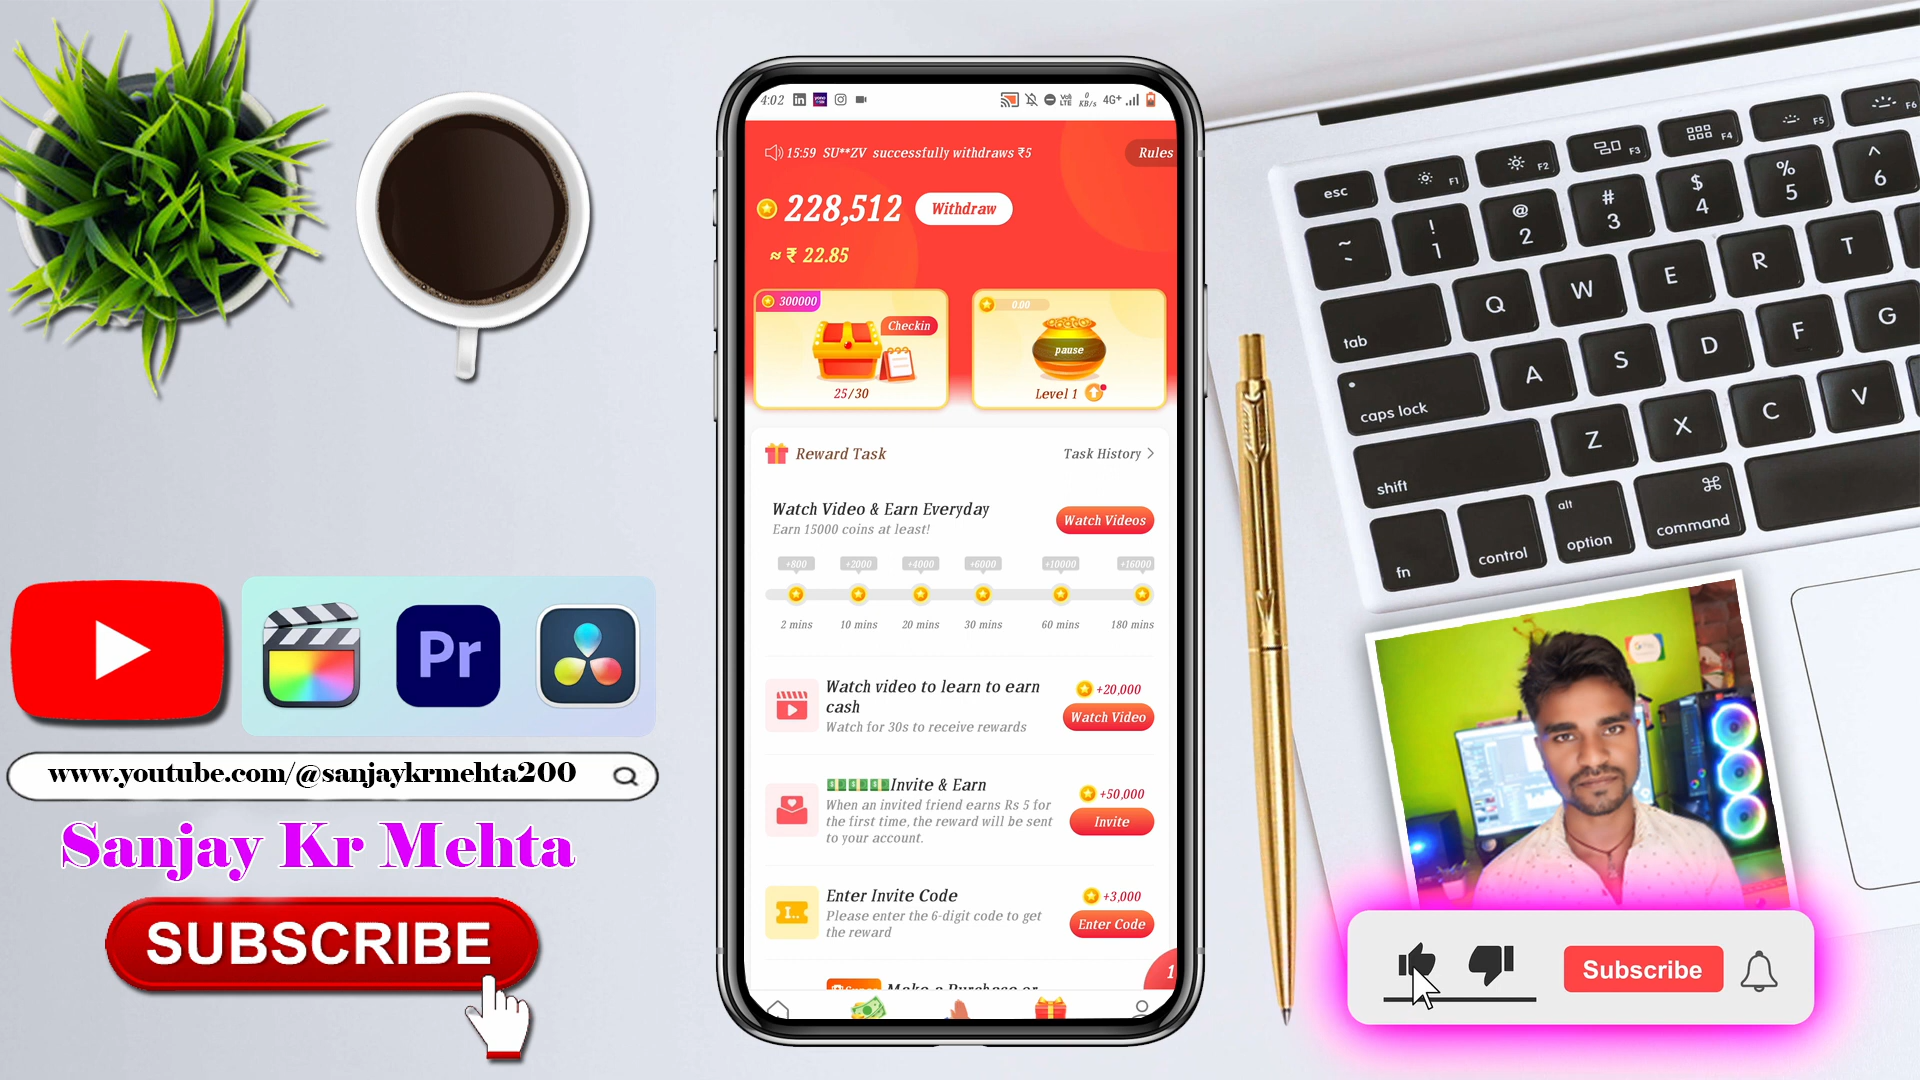 4:02
Vo) LTE
0 KB/s
4G+
15:59 SU**ZV successfully withdraws ₹5
Rules
228,512
Withdraw
≈ ₹ 22.85
300000
Checkin
25/30
0.00
pause
Level 1
Reward Task
Task History >
Watch Video & Earn Everyday
Earn 15000 coins at least!
Watch Videos
+800 +2000 +4000 +6000 +10000 +16000
2 mins 10 mins 20 mins 30 mins 60 mins 180 mins
Watch video to learn to earn
cash
Watch for 30s to receive rewards
+20,000
Watch Video
Invite & Earn
When an invited friend earns Rs 5 for
the first time, the reward will be sent
to your account.
+50,000
Invite
Enter Invite Code
Please enter the 6-digit code to get
the reward
+3,000
Enter Code
1
Pr
www.youtube.com/@sanjaykrmehta200
Sanjay Kr Mehta
SUBSCRIBE
esc F1 F2 F3 F4 F5 F6
~ ` ! 1 @ 2 # 3 $ 4 % 5 ^ 6
tab Q W E R T
caps lock A S D F G
shift Z X C V
fn control alt option ⌘ command
Subscribe